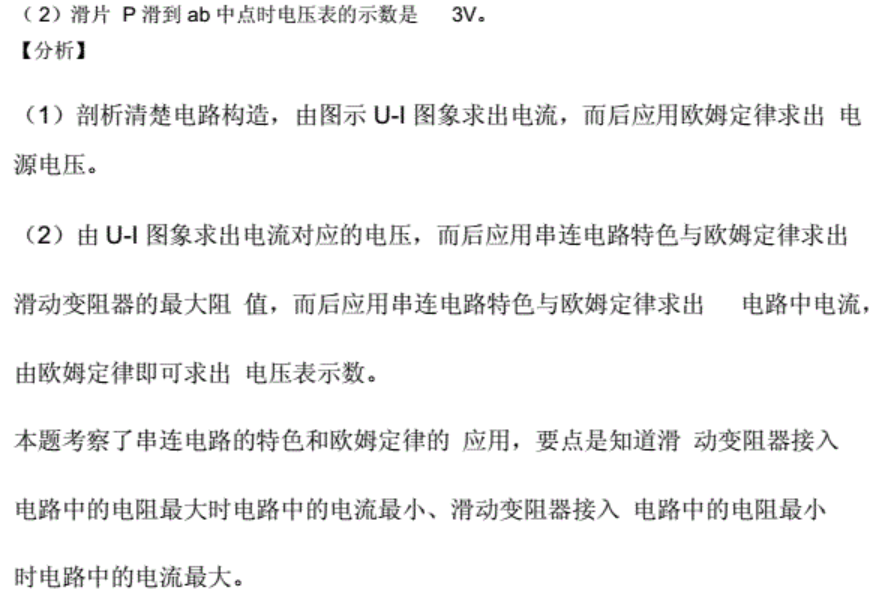 （2）滑片 P 滑到 ab 中点时电压表的示数是 3V。
【分析】
（1）剖析清楚电路构造，由图示 U-I 图象求出电流，而后应用欧姆定律求出 电
源电压。
（2）由 U-I 图象求出电流对应的电压，而后应用串连电路特色与欧姆定律求出
滑动变阻器的最大阻 值，而后应用串连电路特色与欧姆定律求出 电路中电流，
由欧姆定律即可求出 电压表示数。
本题考察了串连电路的特色和欧姆定律的 应用，要点是知道滑 动变阻器接入
电路中的电阻最大时电路中的电流最小、滑动变阻器接入 电路中的电阻最小
时电路中的电流最大。